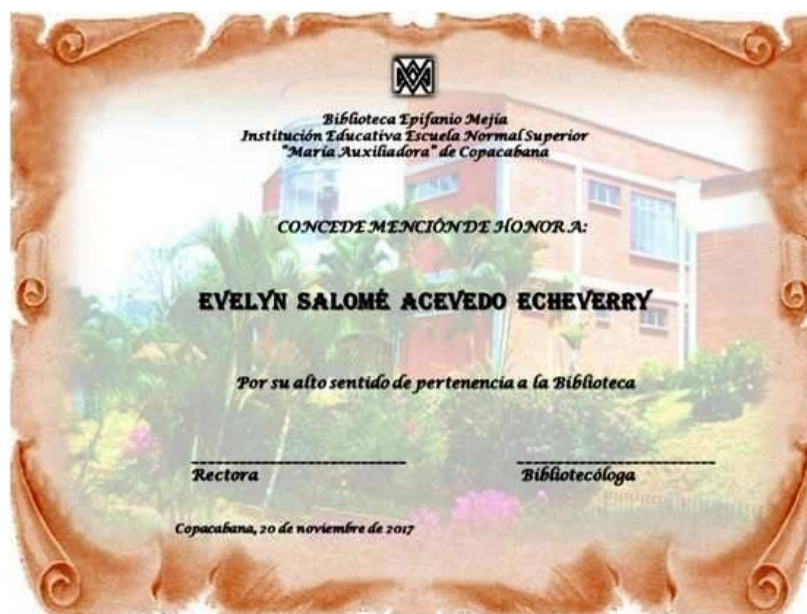 Biblioteca Epifanio Mejía
Institución Educativa Escuela Normal Superior
"María Auxiliadora" de Copacabana
CONCEDE MENCIÓN DE HONOR A:
EVELYN SALOMÉ ACEVEDO ECHEVERRY
Por su alto sentido de pertenencia a la Biblioteca
Rectora
Bibliotecóloga
Copacabana, 20 de noviembre de 2017